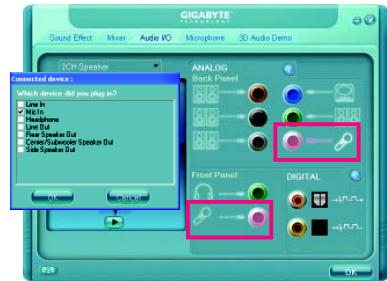 GIGABYTE
TECHNOLOGY
Sound Effect Mixer Audio I/O Microphone 3D Audio Demo
2CH Speaker
ANALOG
Back Panel
Connected device :
Which device did you plug in?
Line In
Mic In
Headphone
Line Out
Rear Speaker Out
Center/Subwoofer Speaker Out
Side Speaker Out
OK Cancel
Front Panel
DIGITAL
OK